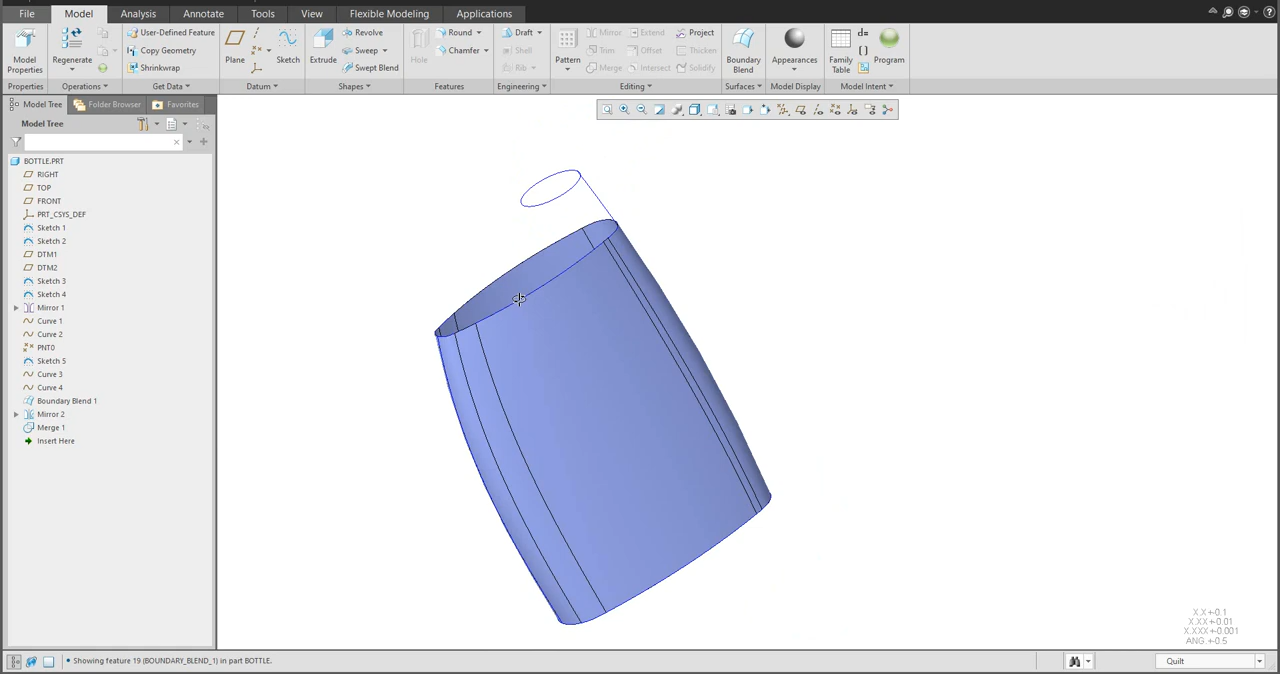 File Model Analysis Annotate Tools View Flexible Modeling Applications
Model Properties
Regenerate
User-Defined Feature
Copy Geometry
Shrinkwrap
Plane
Sketch
Extrude
Revolve
Sweep
Swept Blend
Hole
Round
Chamfer
Draft
Shell
Rib
Pattern
Mirror Extend Project
Trim Offset Thicken
Merge Intersect Solidify
Boundary Blend
Appearances
Family Table
d=
Program
Properties Operations Get Data Datum Shapes Features Engineering Editing Surfaces Model Display Model Intent
Model Tree Folder Browser Favorites
Model Tree
BOTTLE.PRT
RIGHT
TOP
FRONT
PRT_CSYS_DEF
Sketch 1
Sketch 2
DTM1
DTM2
Sketch 3
Sketch 4
Mirror 1
Curve 1
Curve 2
PNT0
Sketch 5
Curve 3
Curve 4
Boundary Blend 1
Mirror 2
Merge 1
Insert Here
X.X+-0.1
X.XX+-0.01
X.XXX+-0.001
ANG.+-0.5
• Showing feature 19 (BOUNDARY_BLEND_1) in part BOTTLE.
Quilt